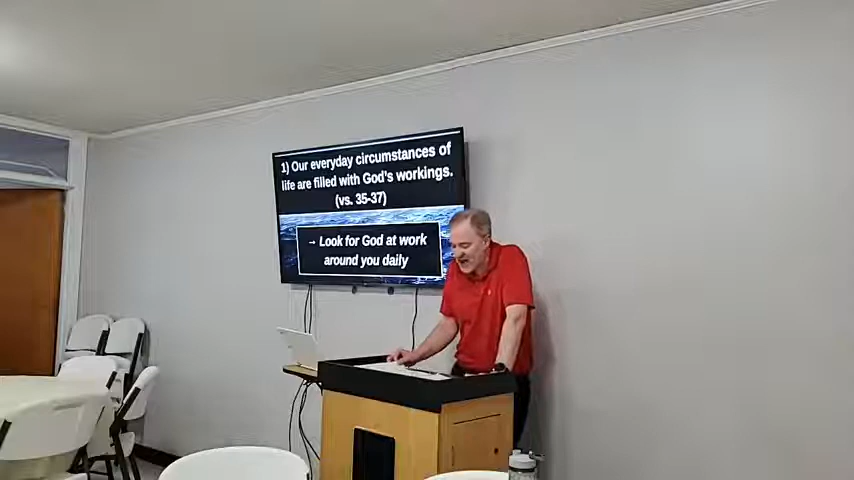 1) Our everyday circumstances of
life are filled with God's workings.
(vs. 35-37)
→ Look for God at work
around you daily